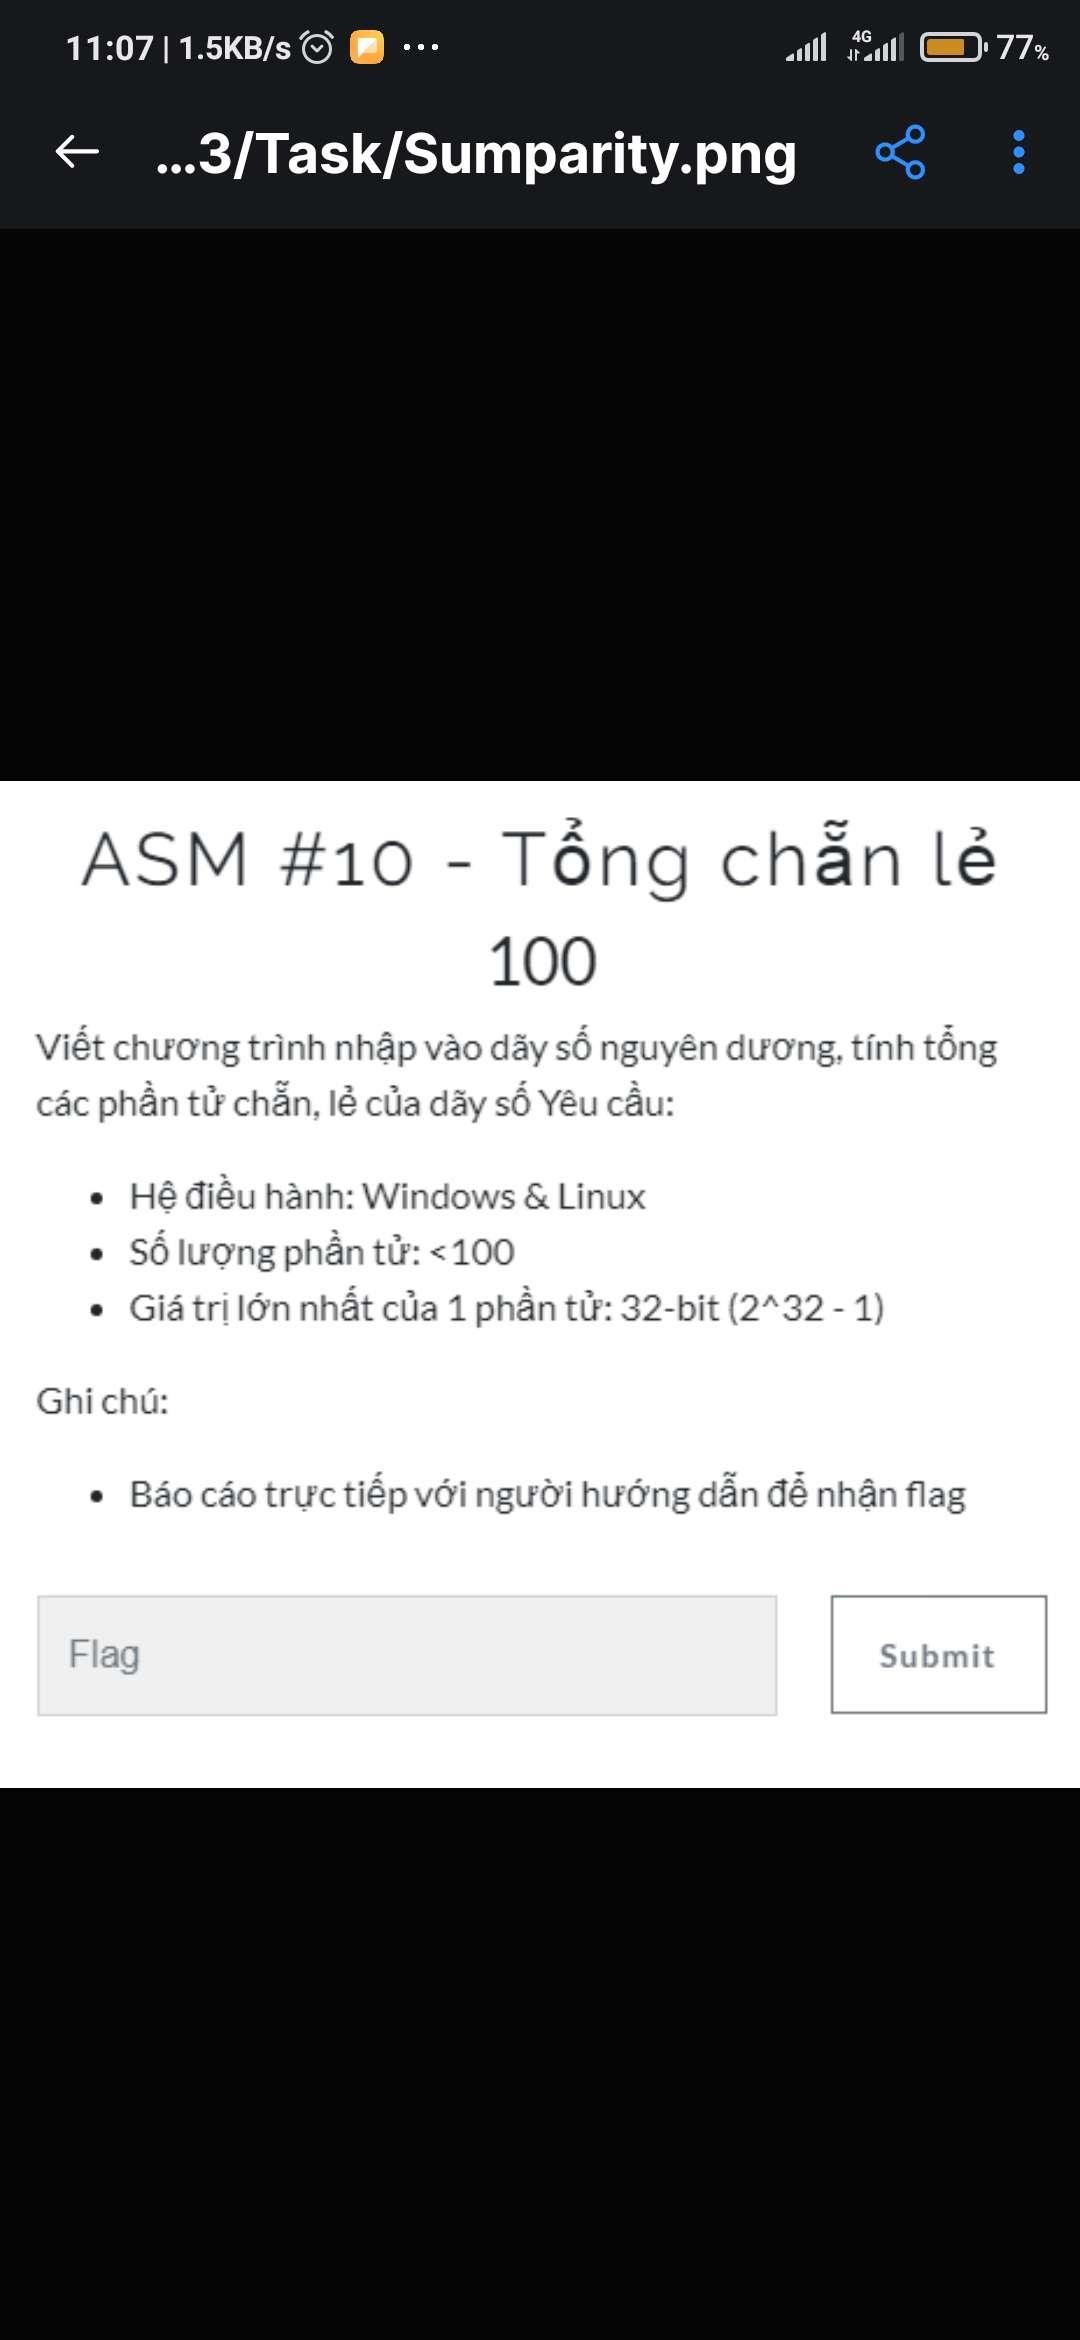 11:07 | 1.5KB/s ...
4G 77%
...3/Task/Sumparity.png
ASM #10 - Tổng chẵn lẻ
100
Viết chương trình nhập vào dãy số nguyên dương, tính tổng
các phần tử chẵn, lẻ của dãy số Yêu cầu:
• Hệ điều hành: Windows & Linux
• Số lượng phần tử: <100
• Giá trị lớn nhất của 1 phần tử: 32-bit (2^32 - 1)
Ghi chú:
• Báo cáo trực tiếp với người hướng dẫn để nhận flag
Flag
Submit